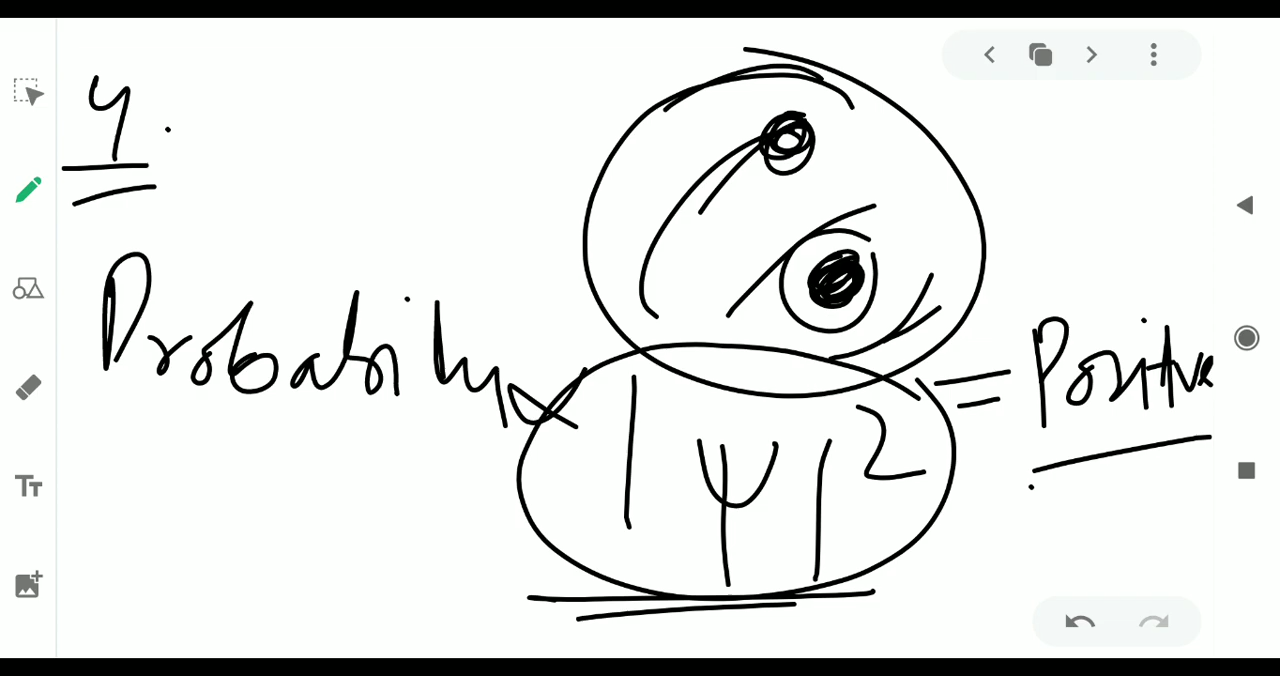 4.
Probability = Positive
|ψ|²